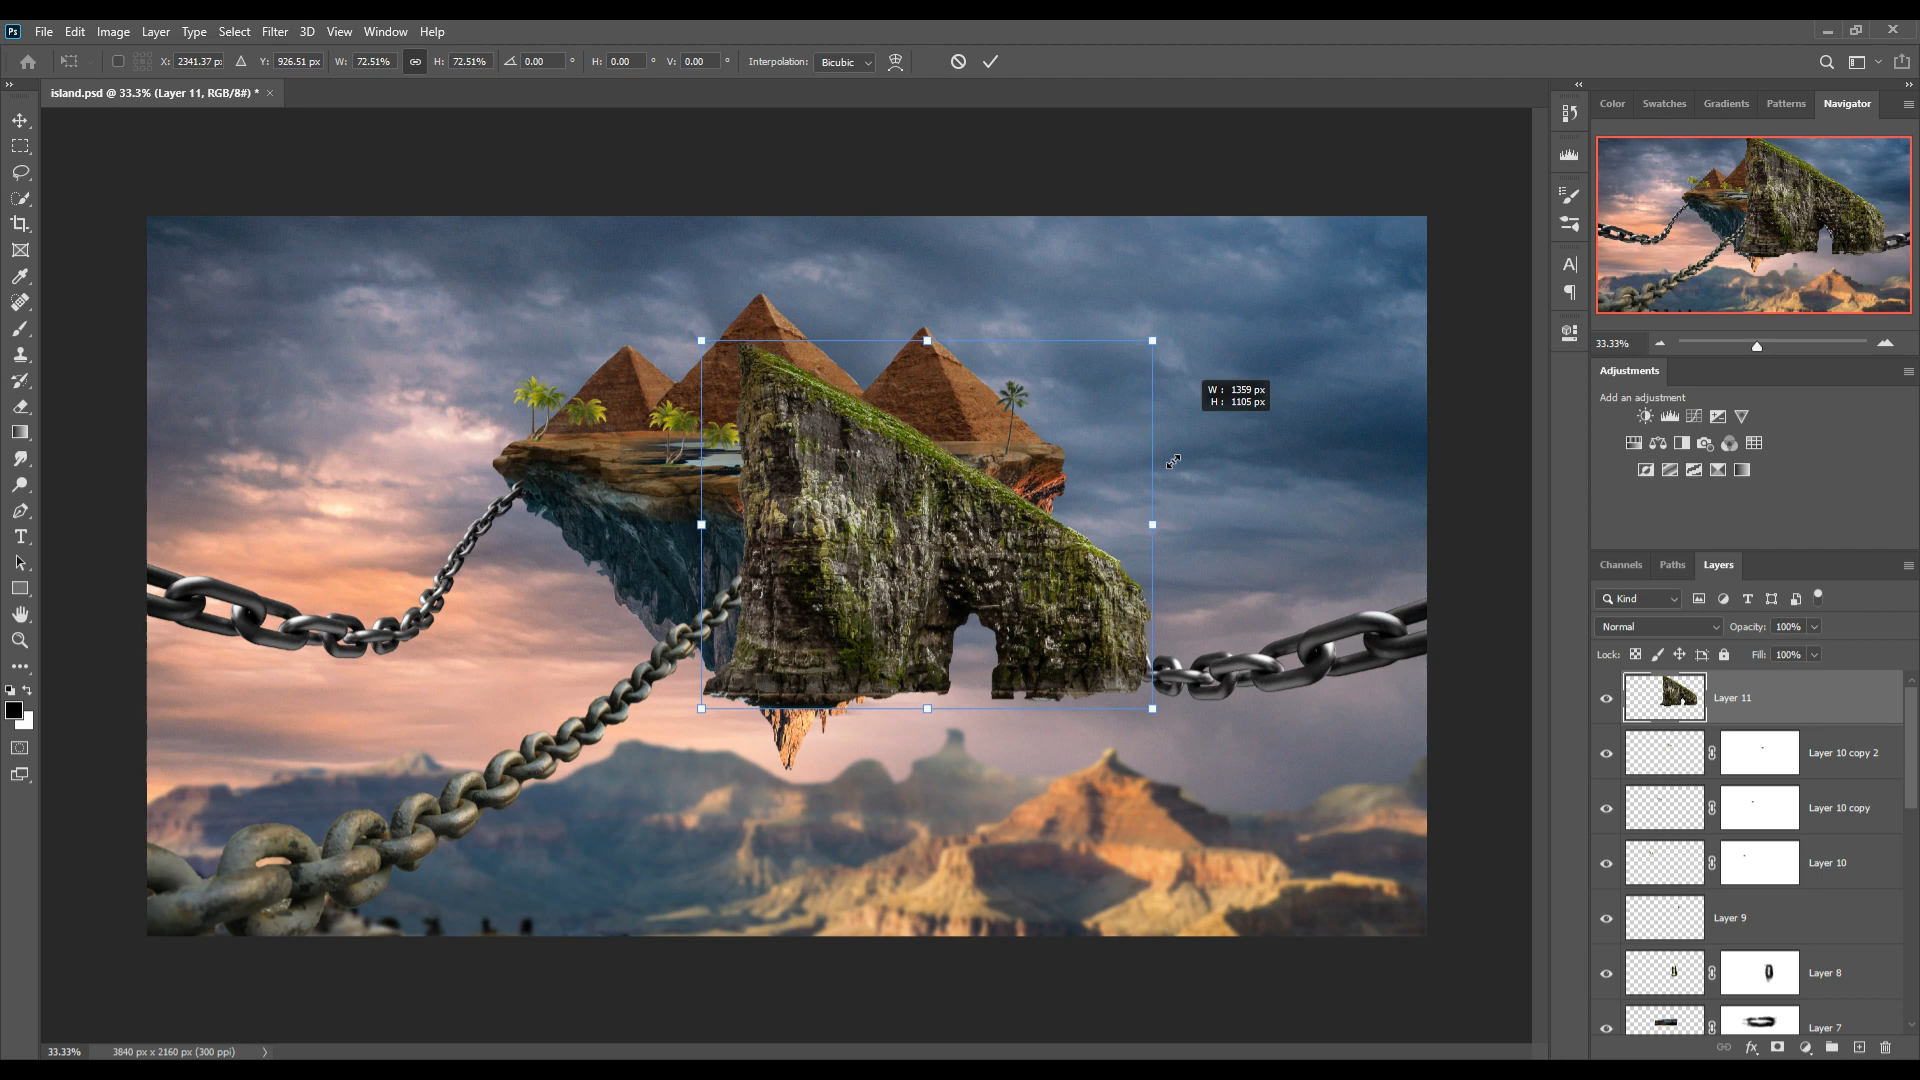 Ps File Edit Image Layer Type Select Filter 3D View Window Help
X: 2341.37 p Y: 926.51 px W: 72.51% H: 72.51% 0.00 ° H: 0.00 ° V: 0.00 ° Interpolation: Bicubic
island.psd @ 33.3% (Layer 11, RGB/8#) * ×
Color Swatches Gradients Patterns Navigator
33.33%
Adjustments
Add an adjustment
W : 1359 px
H : 1105 px
Channels Paths Layers
Kind
Normal Opacity: 100%
Lock: Fill: 100%
Layer 11
Layer 10 copy 2
Layer 10 copy
Layer 10
Layer 9
Layer 8
Layer 7
33.33% 3840 px x 2160 px (300 ppi)